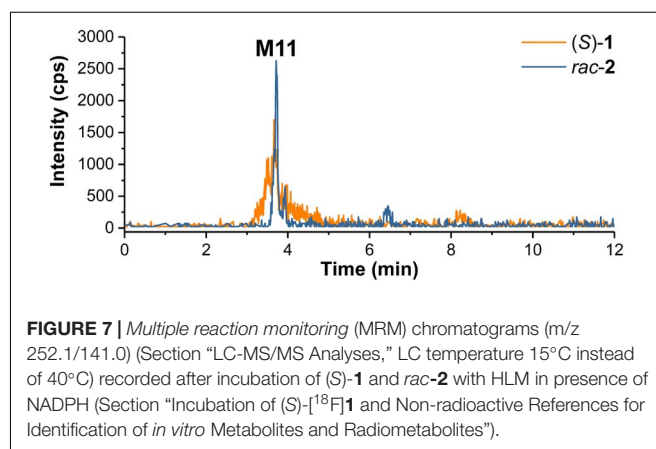 M11
(S)-1
rac-2
3000
2500
2000
1500
1000
500
0
Intensity (cps)
0 2 4 6 8 10 12
Time (min)
FIGURE 7 | Multiple reaction monitoring (MRM) chromatograms (m/z
252.1/141.0) (Section “LC-MS/MS Analyses,” LC temperature 15°C instead
of 40°C) recorded after incubation of (S)-1 and rac-2 with HLM in presence of
NADPH (Section “Incubation of (S)-[¹⁸F]1 and Non-radioactive References for
Identification of in vitro Metabolites and Radiometabolites”).